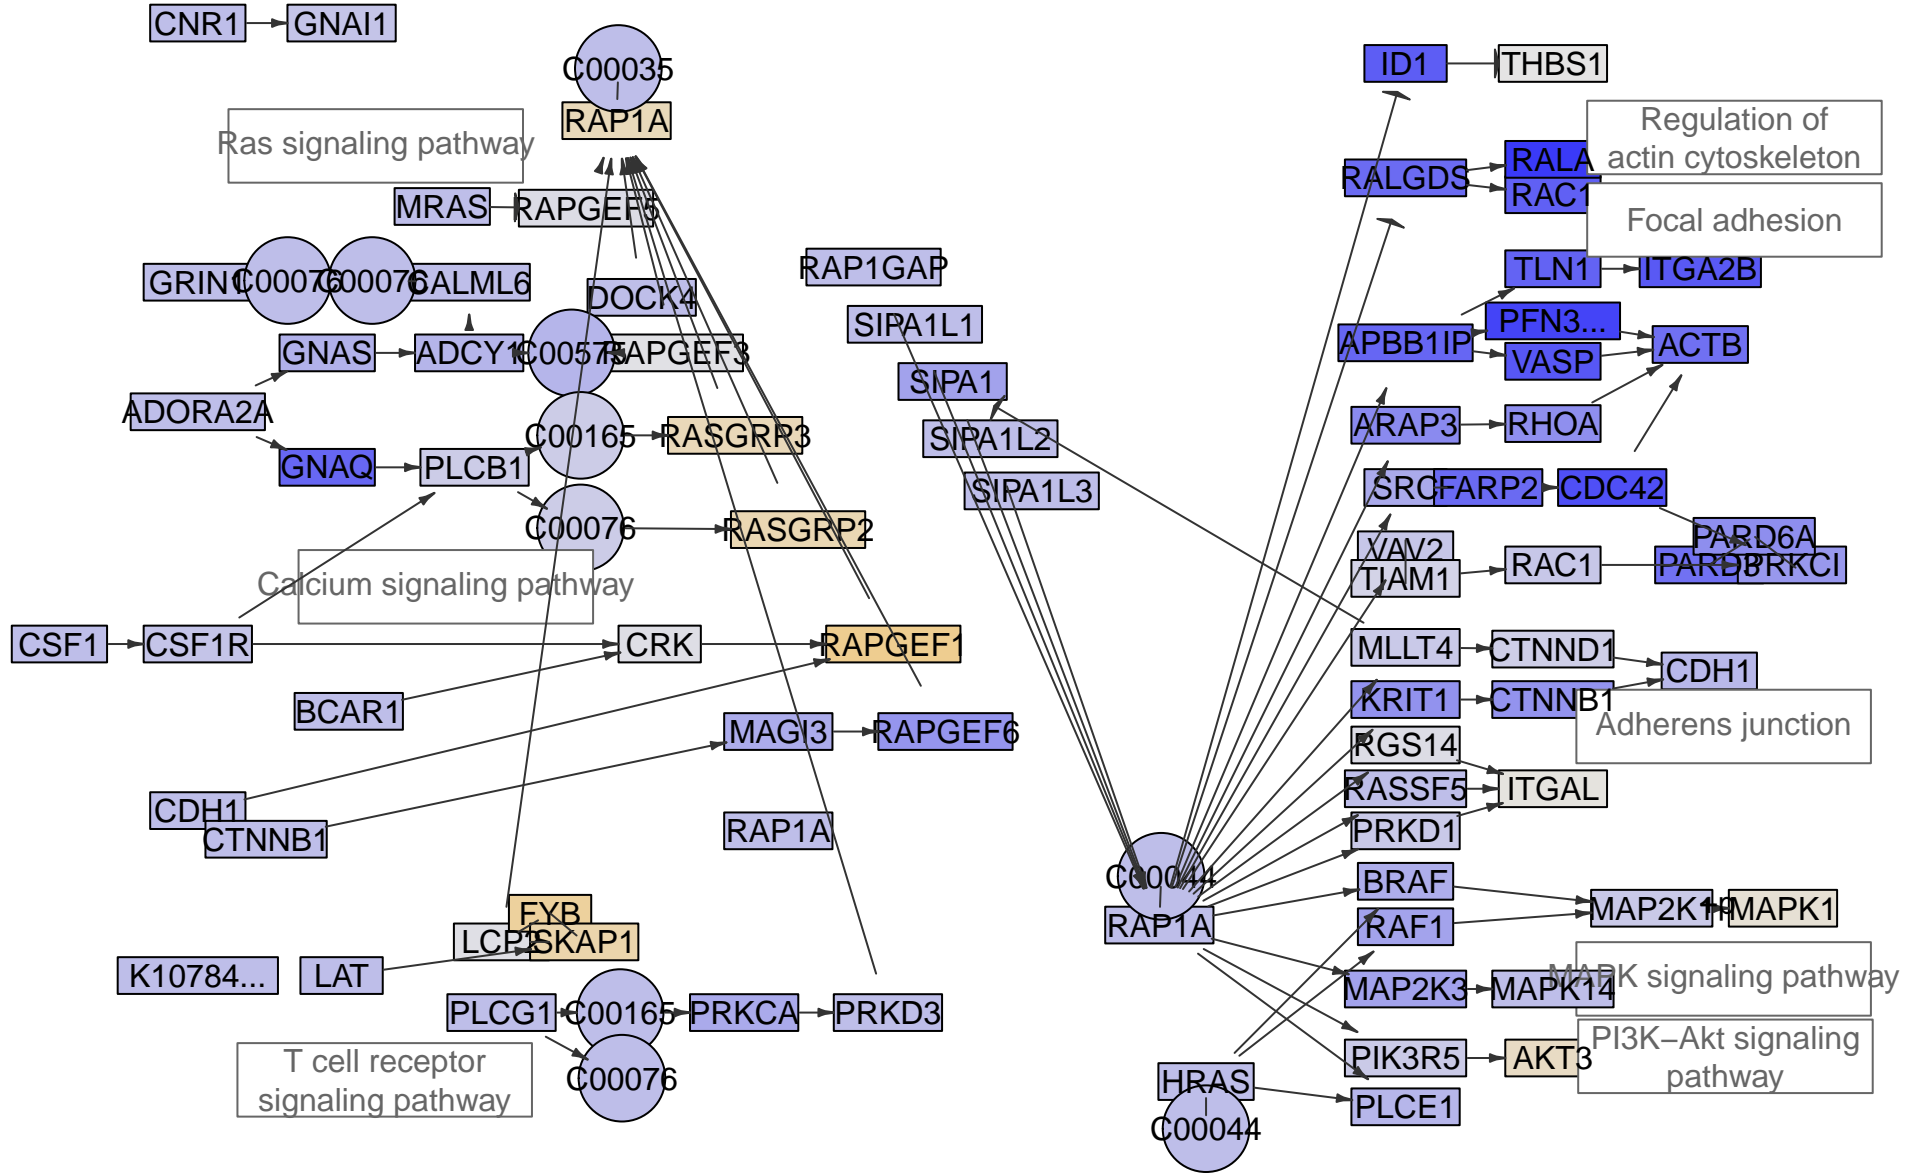 CNR1
GNAI1
C00035
RAP1A
Ras signaling pathway
MRAS
RAPGEF5
GRIN1
C00076
C00076
CALML6
DOCK4
GNAS
ADCY1
C00575
RAPGEF3
ADORA2A
C00165
RASGRP3
GNAQ
PLCB1
C00076
RASGRP2
Calcium signaling pathway
CSF1
CSF1R
CRK
RAPGEF1
BCAR1
MAGI3
RAPGEF6
CDH1
CTNNB1
RAP1A
FYB
LCP2
SKAP1
K10784...
LAT
PLCG1
C00165
PRKCA
PRKD3
C00076
T cell receptor
signaling pathway
RAP1GAP
SIPA1L1
SIPA1
SIPA1L2
SIPA1L3
C00044
RAP1A
HRAS
C00044
ID1
THBS1
Regulation of
actin cytoskeleton
RALGDS
RALA
RAC1
Focal adhesion
TLN1
ITGA2B
APBB1IP
PFN3...
VASP
ACTB
ARAP3
RHOA
SRC
FARP2
CDC42
VAV2
TIAM1
RAC1
PARD6A
PARD3
PRKCI
MLLT4
CTNND1
CDH1
KRIT1
CTNNB1
Adherens junction
RGS14
RASSF5
ITGAL
PRKD1
BRAF
RAF1
MAP2K1
MAPK1
MAP2K3
MAPK14
MAPK signaling pathway
PIK3R5
AKT3
PI3K–Akt signaling
pathway
PLCE1